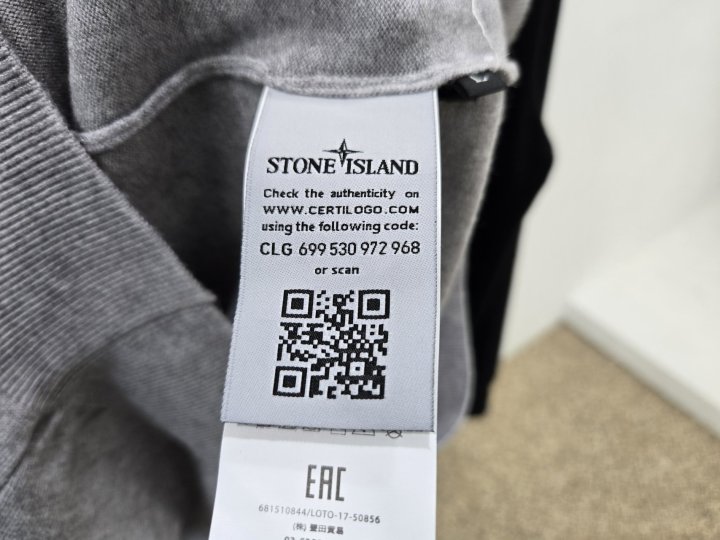 STONE ISLAND
Check the authenticity on
WWW.CERTILOGO.COM
using the following code:
CLG 699 530 972 968
or scan
EAC
681510844/LOTO-17-50856
(株) 豊田貿易